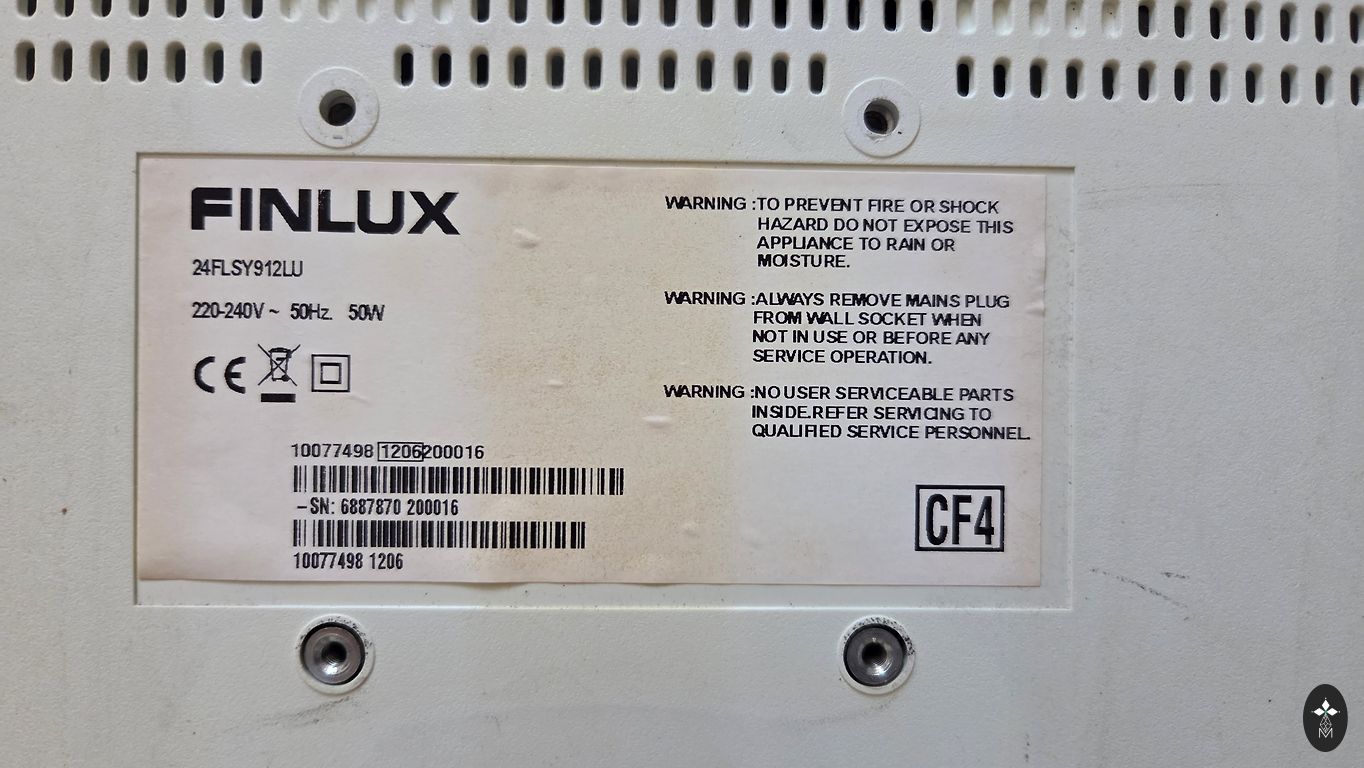 FINLUX
24FLSY912LU
220-240V ~ 50Hz. 50W
CE
10077498 1206200016
–SN: 6887870 200016
10077498 1206
WARNING :TO PREVENT FIRE OR SHOCK
HAZARD DO NOT EXPOSE THIS
APPLIANCE TO RAIN OR
MOISTURE.
WARNING :ALWAYS REMOVE MAINS PLUG
FROM WALL SOCKET WHEN
NOT IN USE OR BEFORE ANY
SERVICE OPERATION.
WARNING :NO USER SERVICEABLE PARTS
INSIDE.REFER SERVICING TO
QUALIFIED SERVICE PERSONNEL.
CF4
M